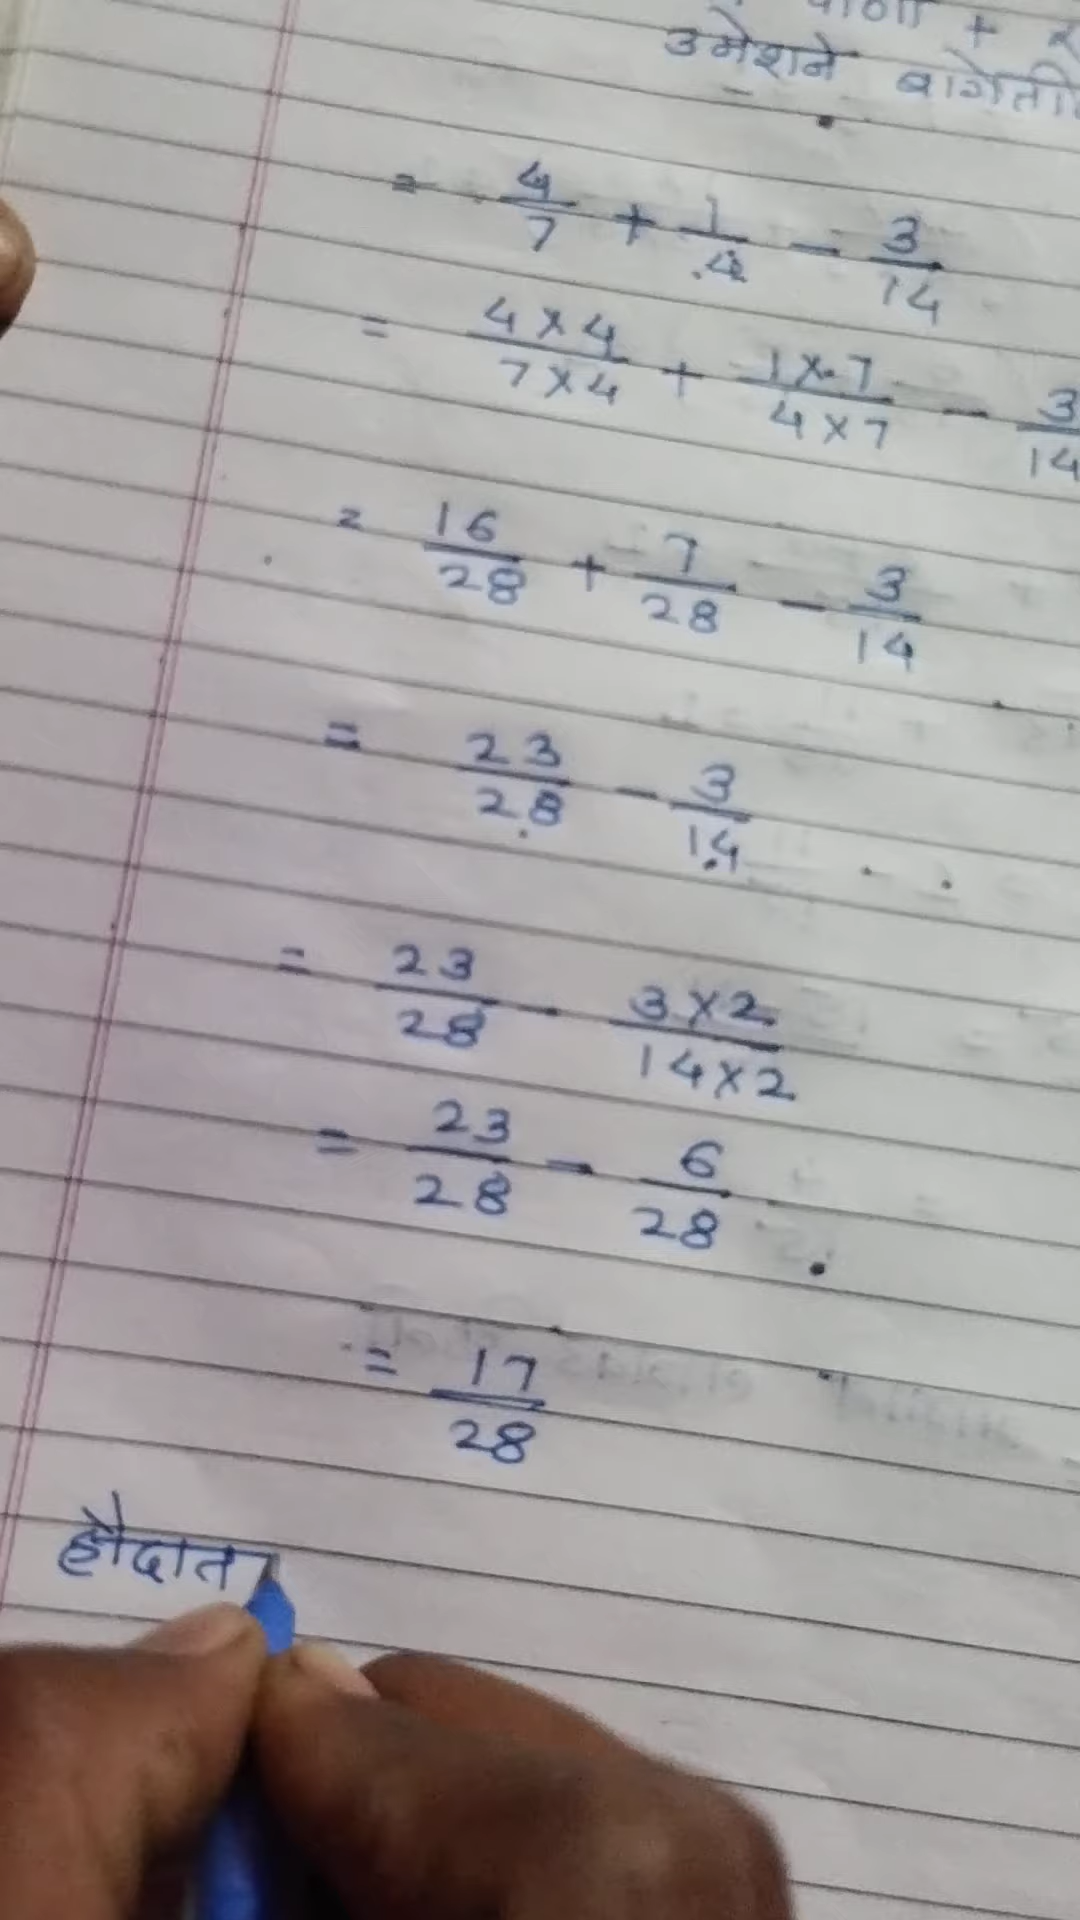 +
उमेशने
= 4/7 + 1/4 - 3/14
= 4×4/7×4 + 1×7/4×7 - 3/14
= 16/28 + 7/28 - 3/14
= 23/28 - 3/14
= 23/28 - 3×2/14×2
= 23/28 - 6/28
= 17/28
हौदात